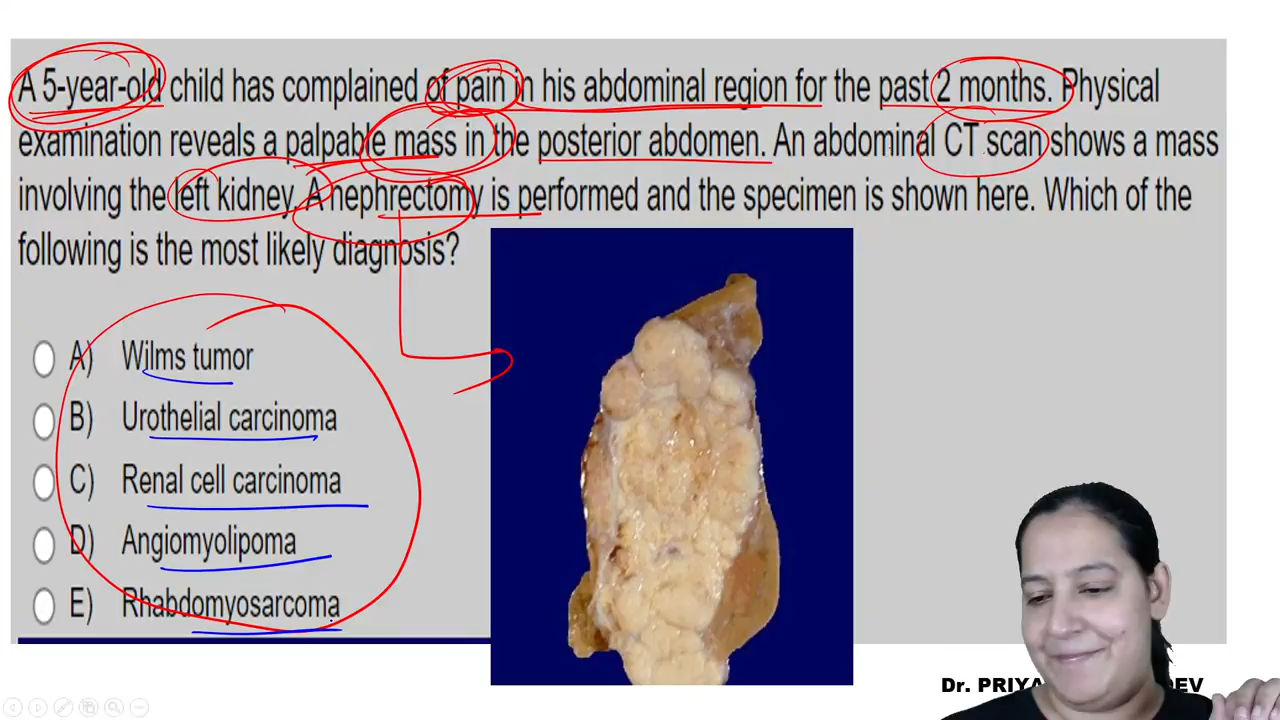 A 5-year-old child has complained of pain in his abdominal region for the past 2 months. Physical
examination reveals a palpable mass in the posterior abdomen. An abdominal CT scan shows a mass
involving the left kidney. A nephrectomy is performed and the specimen is shown here. Which of the
following is the most likely diagnosis?
A) Wilms tumor
B) Urothelial carcinoma
C) Renal cell carcinoma
D) Angiomyolipoma
E) Rhabdomyosarcoma
Dr.